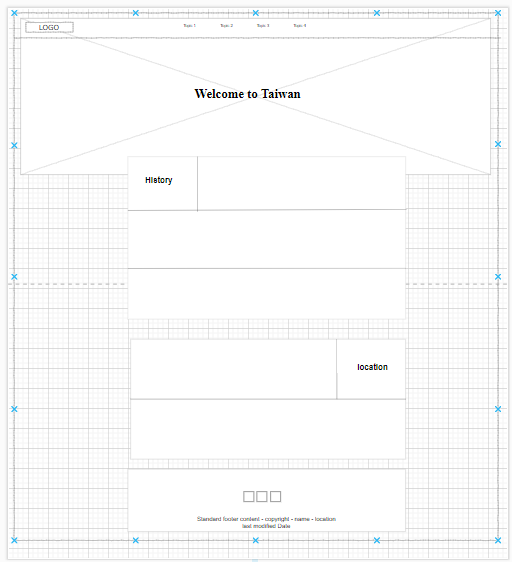 LOGO
Topic 1 Topic 2 Topic 3 Topic 4
Welcome to Taiwan
History
location
Standard footer content - copyright - name - location
last modified Date